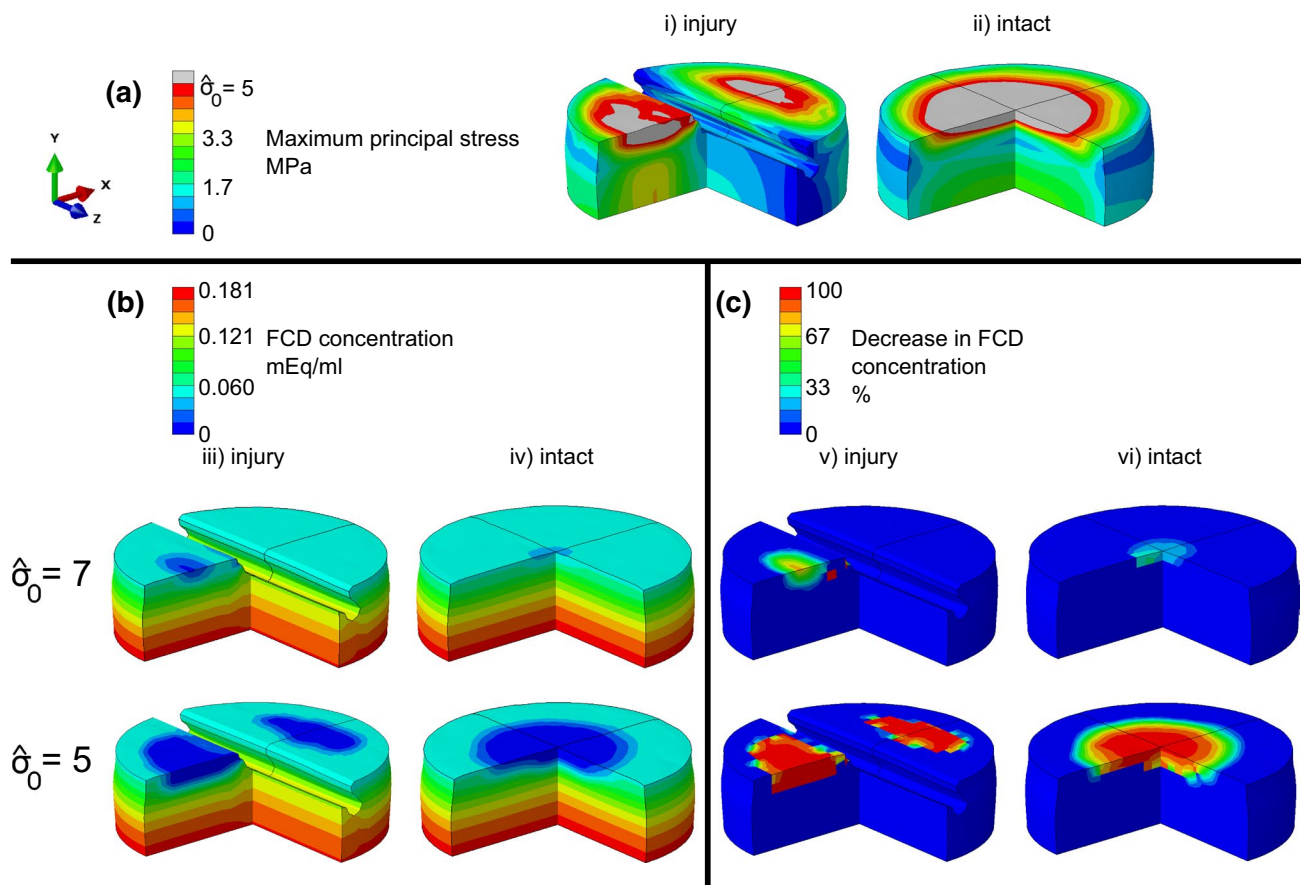 i) injury
ii) intact
(a)
σ̂₀ = 5
3.3
1.7
0
Maximum principal stress
MPa
Y
X
Z
(b)
0.181
0.121
0.060
0
FCD concentration
mEq/ml
iii) injury
iv) intact
(c)
100
67
33
0
Decrease in FCD
concentration
%
v) injury
vi) intact
σ̂₀ = 7
σ̂₀ = 5